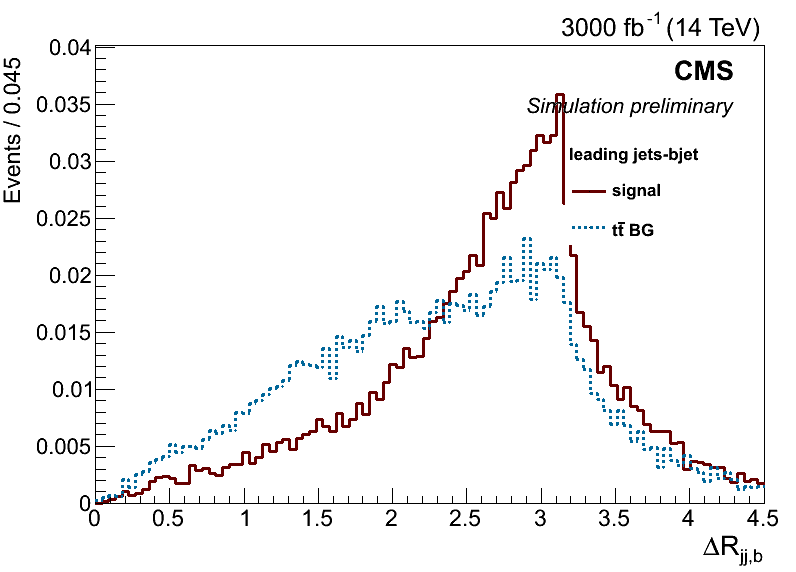 3000 fb⁻¹ (14 TeV)
CMS
Simulation preliminary
leading jets-bjet
signal
tt̄ BG
Events / 0.045
0.04
0.035
0.03
0.025
0.02
0.015
0.01
0.005
0
0 0.5 1 1.5 2 2.5 3 3.5 4 4.5
ΔR_jj,b